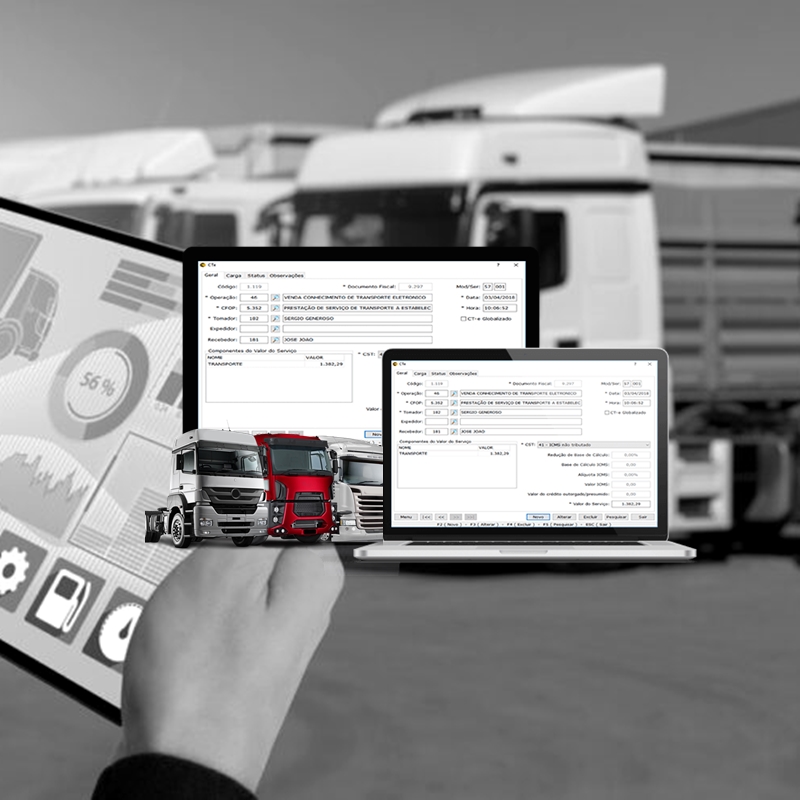 56 %
CTe
Geral Carga Status Observações
Código: 1.119 * Documento Fiscal: 9.297 Mod/Ser: 57 001
* Operação: 46 VENDA CONHECIMENTO DE TRANSPORTE ELETRONICO * Data: 03/04/2018
* CFOP: 5.352 PRESTAÇÃO DE SERVIÇO DE TRANSPORTE A ESTABELEC * Hora: 10:06:52
* Tomador: 182 SERGIO GENEROSO CT-e Globalizado
Expedidor:
Recebedor: 181 JOSE JOAO
Componentes do Valor do Serviço * CST:
NOME VALOR
TRANSPORTE 1.382,29
Valor
CTe
Geral Carga Status Observações
Código: 1.119 * Documento Fiscal: 9.297 Mod/Ser: 57 001
* Operação: 46 VENDA CONHECIMENTO DE TRANSPORTE ELETRONICO * Data: 03/04/2018
* CFOP: 5.352 PRESTAÇÃO DE SERVIÇO DE TRANSPORTE A ESTABELEC * Hora: 10:06:52
* Tomador: 182 SERGIO GENEROSO CT-e Globalizado
Expedidor:
Recebedor: 181 JOSE JOAO
Componentes do Valor do Serviço * CST: 41 - ICMS não tributado
NOME VALOR
TRANSPORTE 1.382,29
Redução de Base de Cálculo: 0,00%
Base de Cálculo ICMS: 0,00
Alíquota ICMS: 0,00%
Valor ICMS: 0,00
Valor do crédito outorgado/presumido: 0,00
* Valor do Serviço: 1.382,29
Menu Novo Alterar Excluir Pesquisar Sair
F2 [ Novo ] - F3 [ Alterar ] - F4 [ Excluir ] - F5 [ Pesquisar ] - ESC [ Sair ]